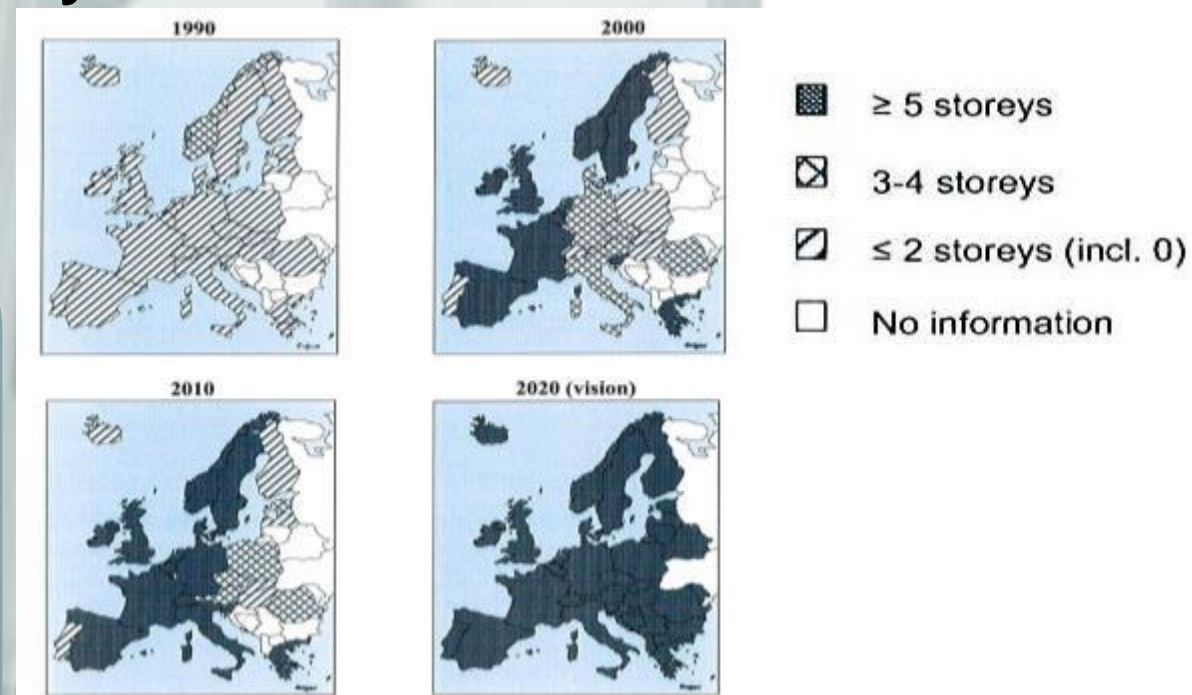 1990
2000
≥ 5 storeys
3-4 storeys
≤ 2 storeys (incl. 0)
No information
2010
2020 (vision)